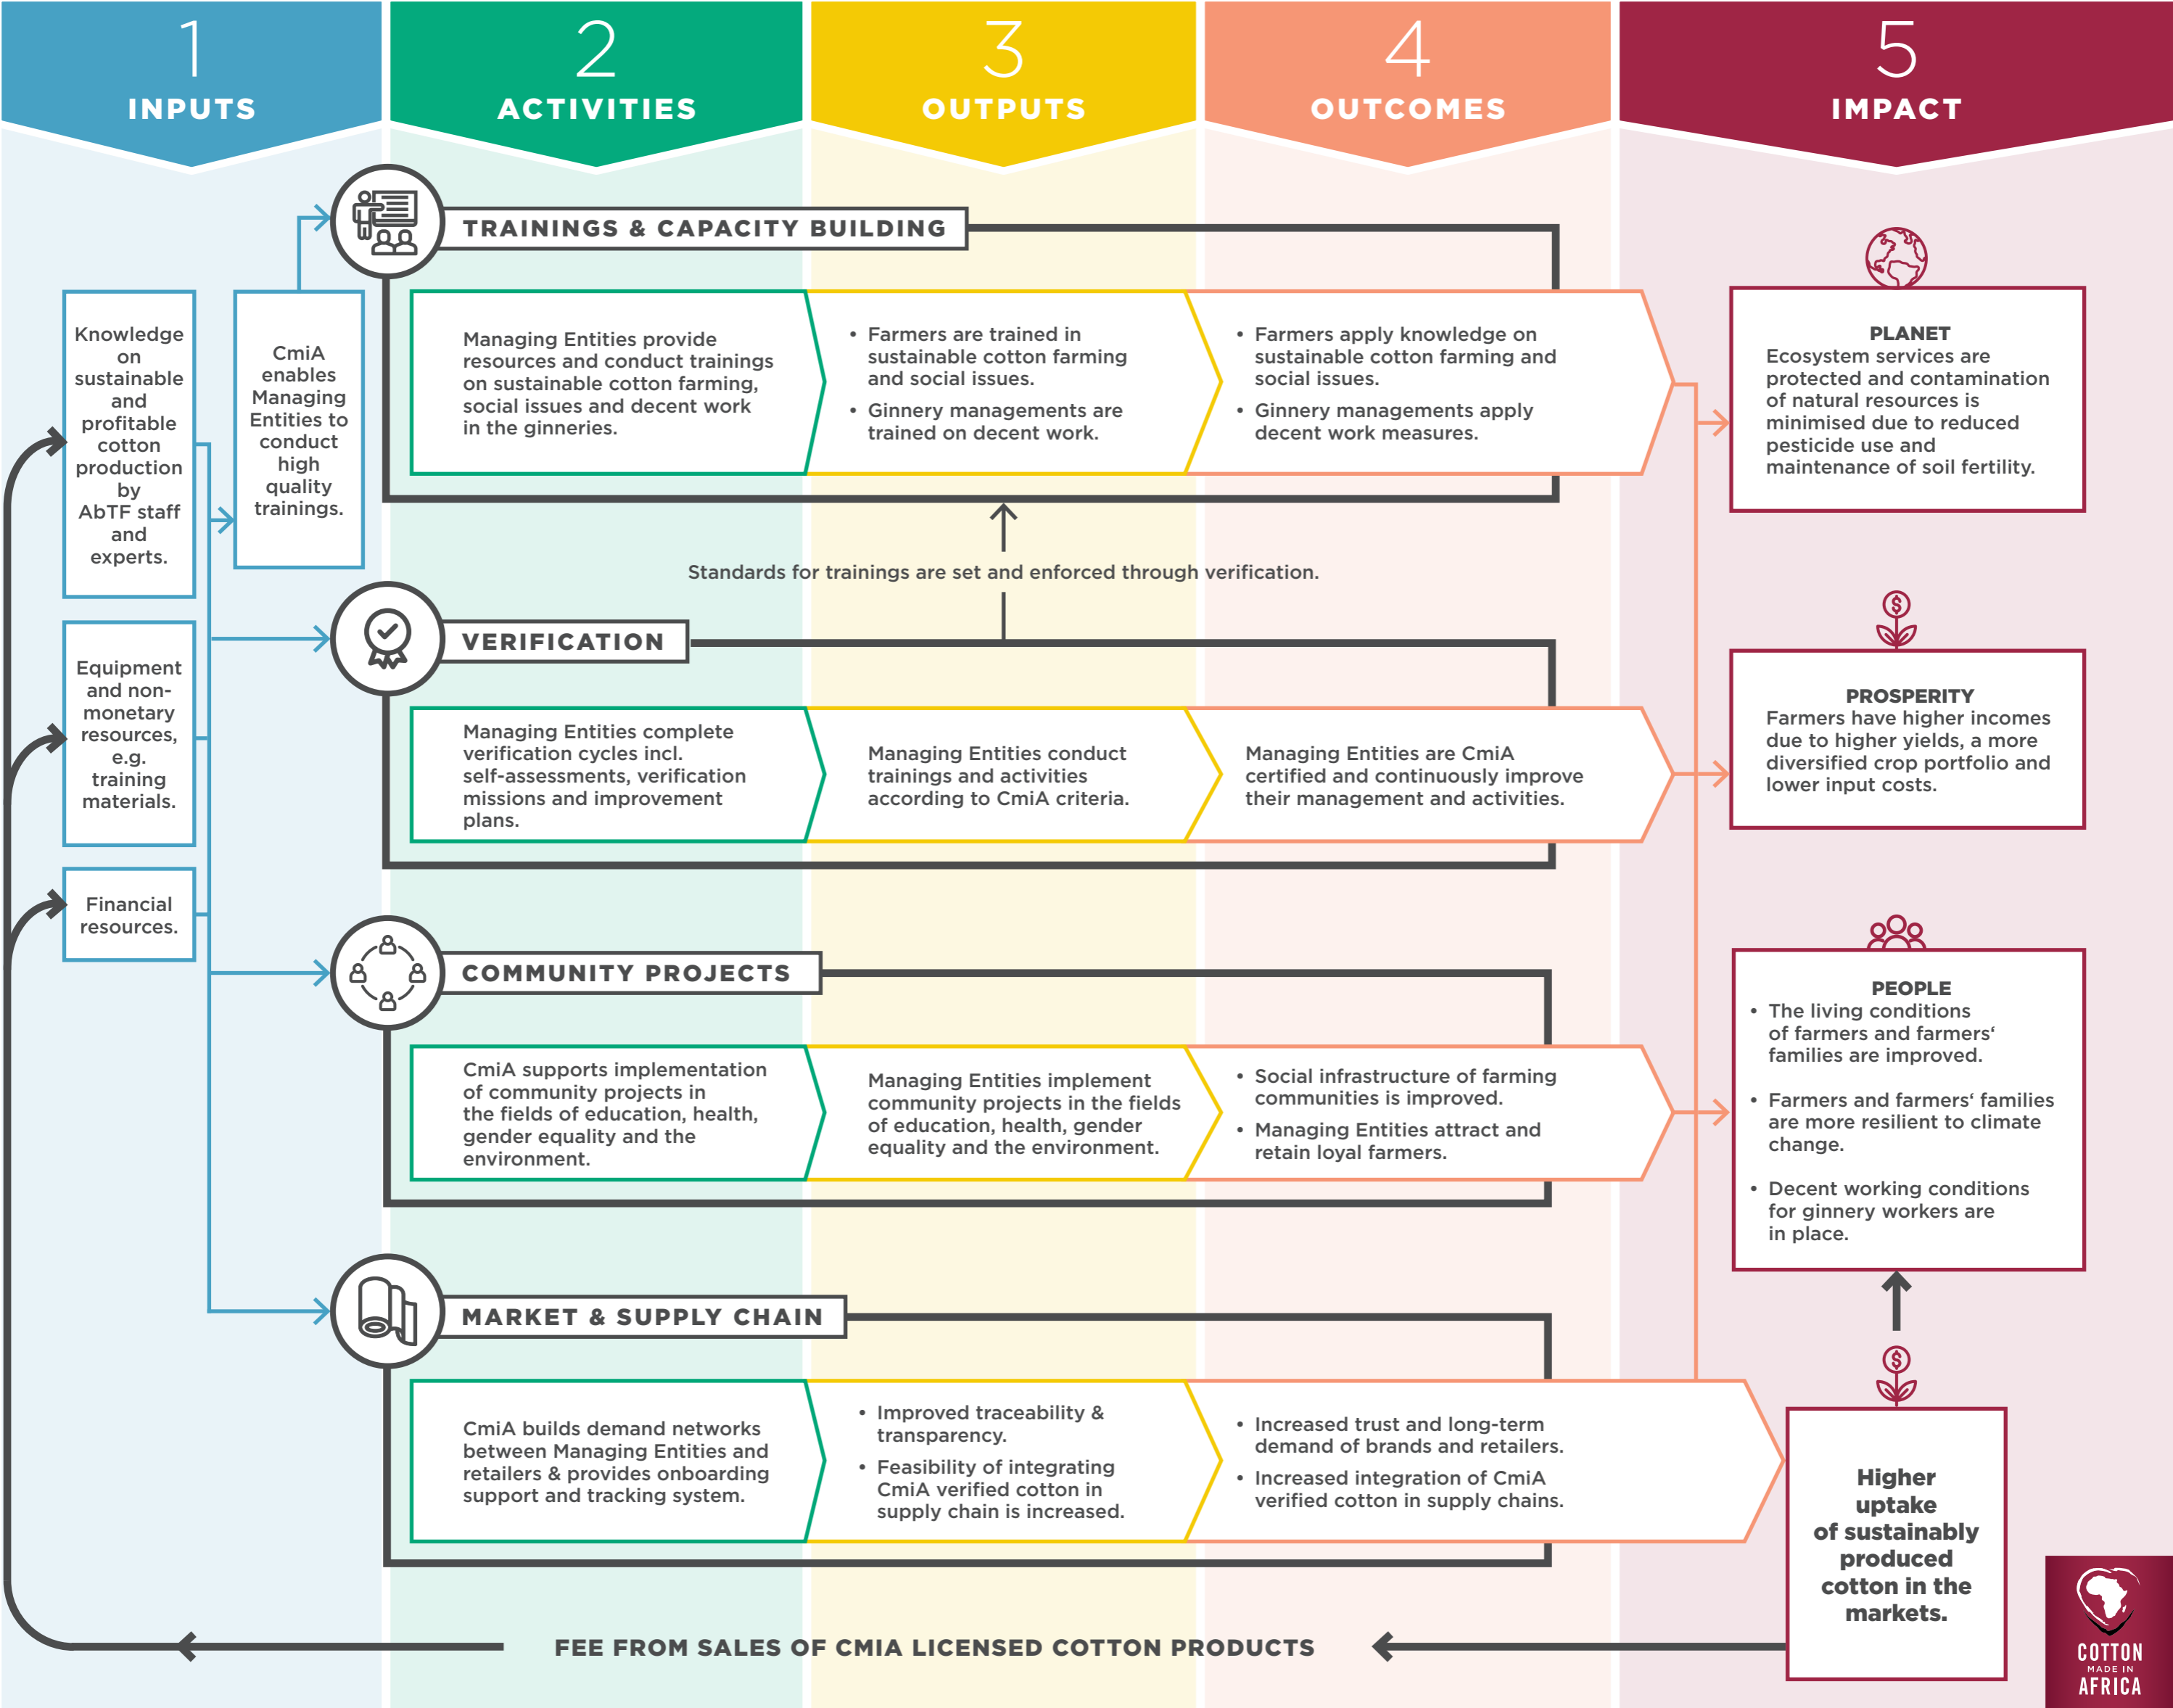 1
INPUTS
2
ACTIVITIES
3
OUTPUTS
4
OUTCOMES
5
IMPACT
Knowledge
on
sustainable
and
profitable
cotton
production
by
AbTF staff
and
experts.
CmiA
enables
Managing
Entities to
conduct
high
quality
trainings.
Equipment
and non-
monetary
resources,
e.g.
training
materials.
Financial
resources.
TRAININGS & CAPACITY BUILDING
Managing Entities provide
resources and conduct trainings
on sustainable cotton farming,
social issues and decent work
in the ginneries.
• Farmers are trained in
sustainable cotton farming
and social issues.
• Ginnery managements are
trained on decent work.
• Farmers apply knowledge on
sustainable cotton farming and
social issues.
• Ginnery managements apply
decent work measures.
Standards for trainings are set and enforced through verification.
VERIFICATION
Managing Entities complete
verification cycles incl.
self-assessments, verification
missions and improvement
plans.
Managing Entities conduct
trainings and activities
according to CmiA criteria.
Managing Entities are CmiA
certified and continuously improve
their management and activities.
COMMUNITY PROJECTS
CmiA supports implementation
of community projects in
the fields of education, health,
gender equality and the
environment.
Managing Entities implement
community projects in the fields
of education, health, gender
equality and the environment.
• Social infrastructure of farming
communities is improved.
• Managing Entities attract and
retain loyal farmers.
MARKET & SUPPLY CHAIN
CmiA builds demand networks
between Managing Entities and
retailers & provides onboarding
support and tracking system.
• Improved traceability &
transparency.
• Feasibility of integrating
CmiA verified cotton in
supply chain is increased.
• Increased trust and long-term
demand of brands and retailers.
• Increased integration of CmiA
verified cotton in supply chains.
PLANET
Ecosystem services are
protected and contamination
of natural resources is
minimised due to reduced
pesticide use and
maintenance of soil fertility.
$
PROSPERITY
Farmers have higher incomes
due to higher yields, a more
diversified crop portfolio and
lower input costs.
PEOPLE
• The living conditions
of farmers and farmers‘
families are improved.
• Farmers and farmers‘ families
are more resilient to climate
change.
• Decent working conditions
for ginnery workers are
in place.
$
Higher
uptake
of sustainably
produced
cotton in the
markets.
FEE FROM SALES OF CMIA LICENSED COTTON PRODUCTS
COTTON
MADE IN
AFRICA